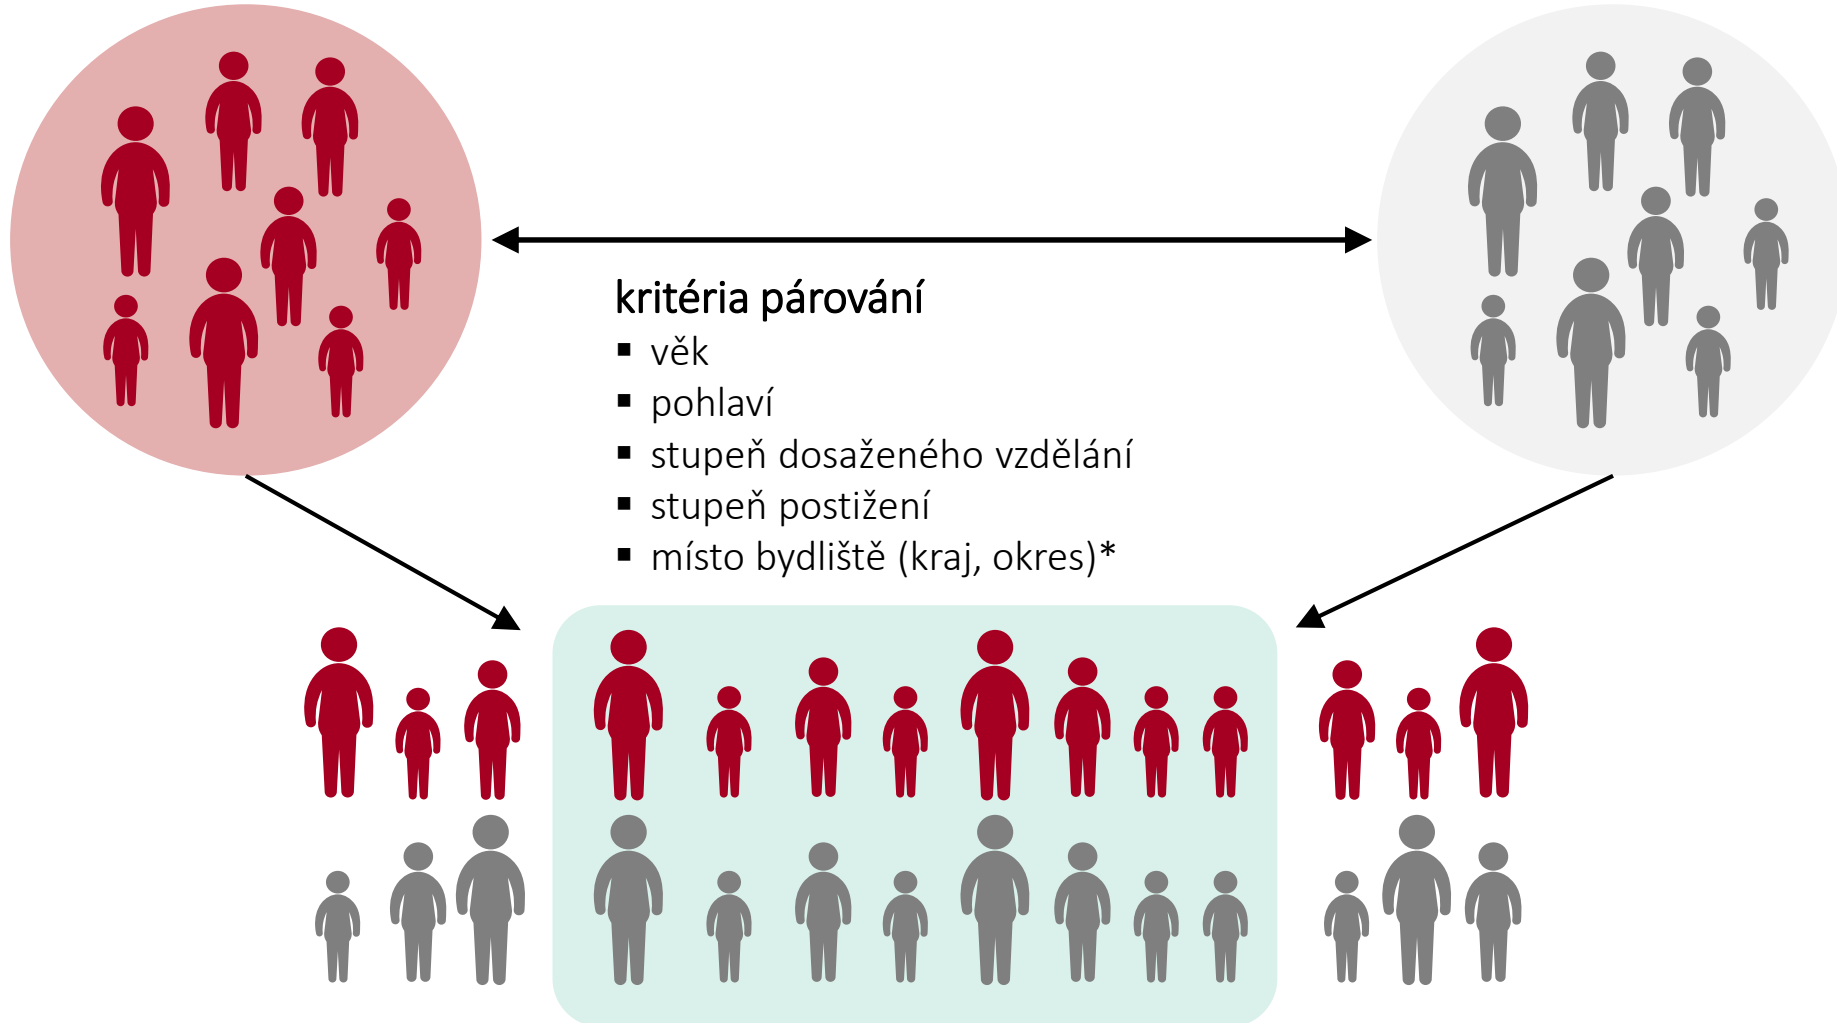 kritéria párování
▪ věk
▪ pohlaví
▪ stupeň dosaženého vzdělání
▪ stupeň postižení
▪ místo bydliště (kraj, okres)*